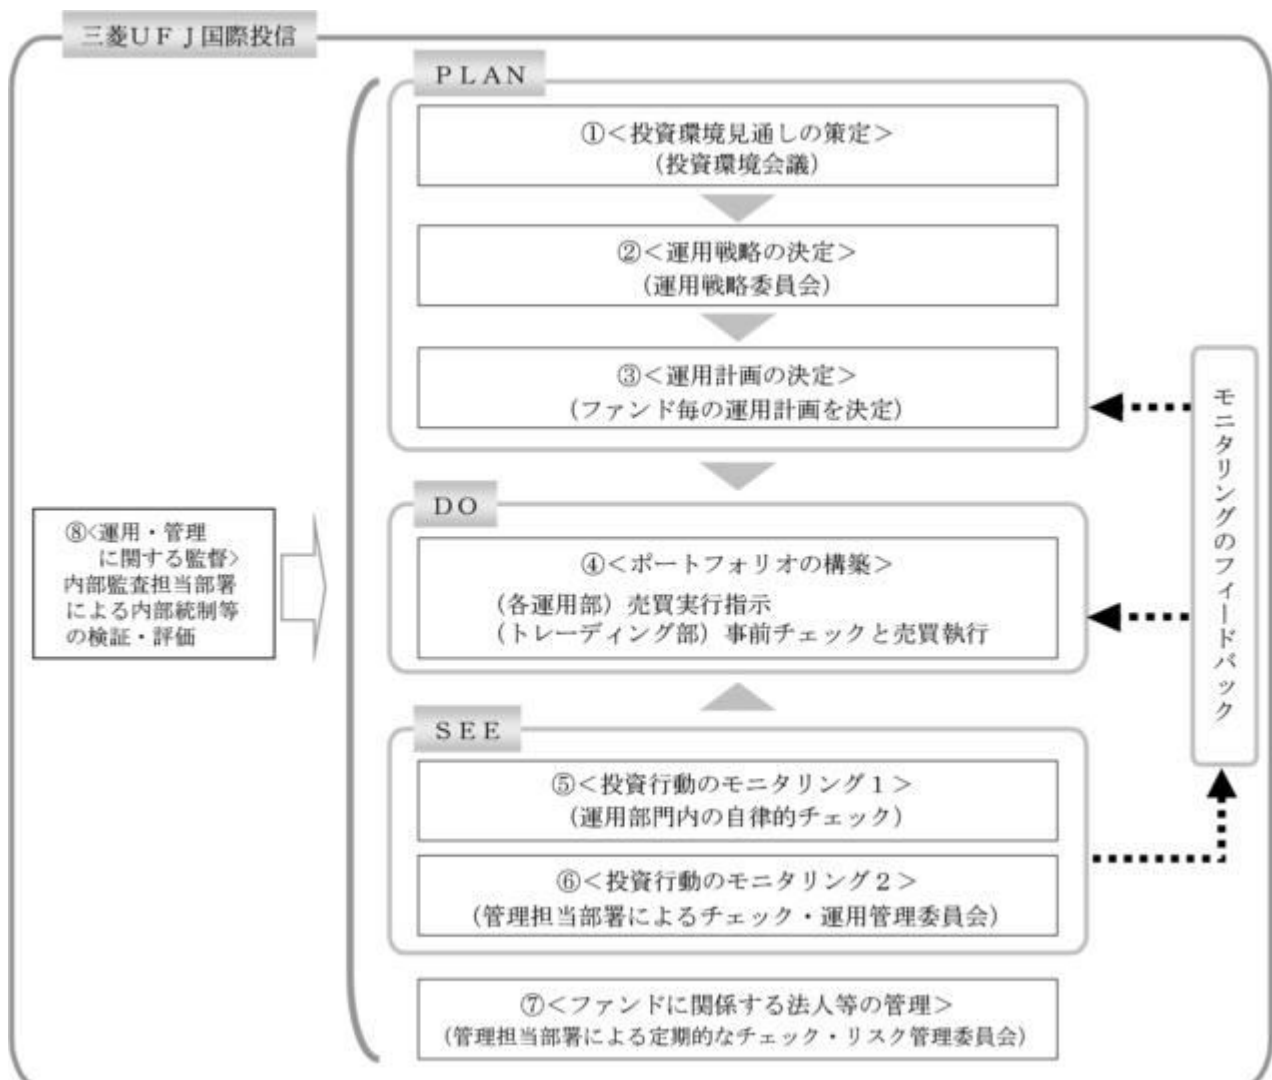 三菱ＵＦＪ国際投信
ＰＬＡＮ
①＜投資環境見通しの策定＞
（投資環境会議）
②＜運用戦略の決定＞
（運用戦略委員会）
③＜運用計画の決定＞
（ファンド毎の運用計画を決定）
ＤＯ
④＜ポートフォリオの構築＞
（各運用部）売買実行指示
（トレーディング部）事前チェックと売買執行
ＳＥＥ
⑤＜投資行動のモニタリング１＞
（運用部門内の自律的チェック）
⑥＜投資行動のモニタリング２＞
（管理担当部署によるチェック・運用管理委員会）
⑦＜ファンドに関係する法人等の管理＞
（管理担当部署による定期的なチェック・リスク管理委員会）
⑧<運用・管理
に関する監督>
内部監査担当部署
による内部統制等
の検証・評価
モニタリングのフィードバック